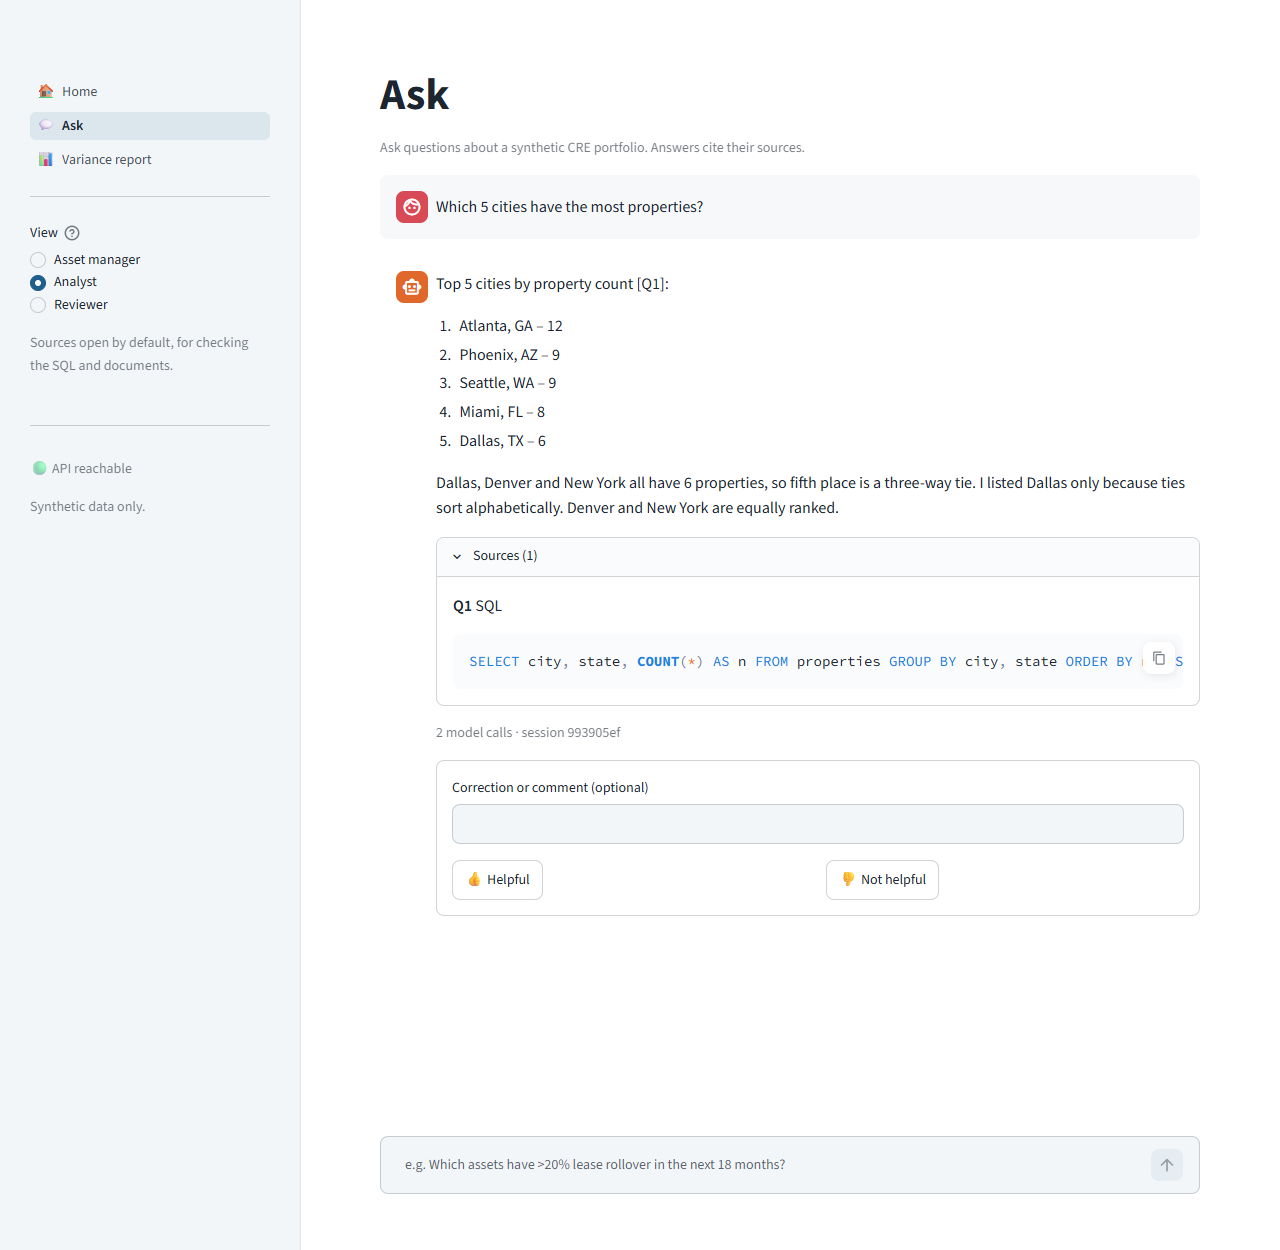 Home
Ask
Variance report
View
Asset manager
Analyst
Reviewer
Sources open by default, for checking
the SQL and documents.
API reachable
Synthetic data only.
Ask
Ask questions about a synthetic CRE portfolio. Answers cite their sources.
Which 5 cities have the most properties?
Top 5 cities by property count [Q1]:
1. Atlanta, GA – 12
2. Phoenix, AZ – 9
3. Seattle, WA – 9
4. Miami, FL – 8
5. Dallas, TX – 6
Dallas, Denver and New York all have 6 properties, so fifth place is a three-way tie. I listed Dallas only because ties
sort alphabetically. Denver and New York are equally ranked.
Sources (1)
Q1 SQL
SELECT city, state, COUNT(*) AS n FROM properties GROUP BY city, state ORDER BY
2 model calls · session 993905ef
Correction or comment (optional)
Helpful
Not helpful
e.g. Which assets have >20% lease rollover in the next 18 months?